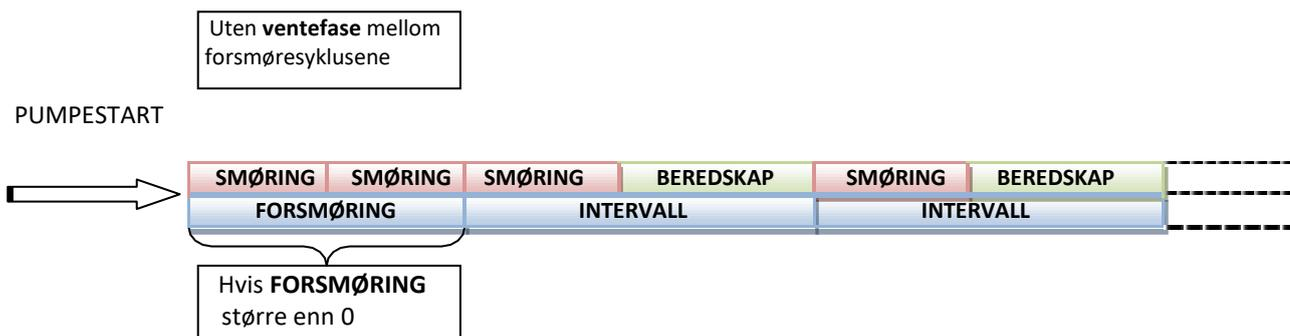 Uten ventefase mellom
forsmøresyklusene
PUMPESTART
SMØRING SMØRING SMØRING BEREDSKAP SMØRING BEREDSKAP
FORSMØRING INTERVALL INTERVALL
Hvis FORSMØRING
større enn 0